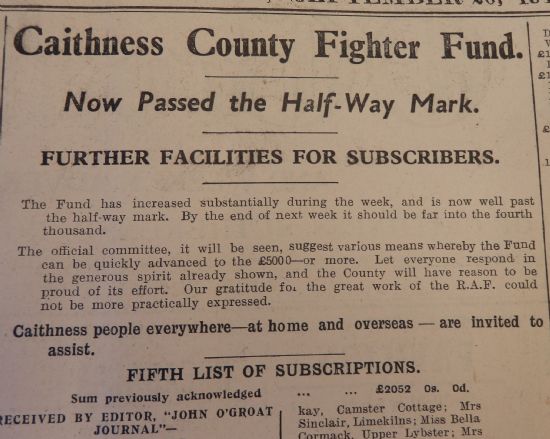 Caithness County Fighter Fund.
Now Passed the Half-Way Mark.
FURTHER FACILITIES FOR SUBSCRIBERS.
The Fund has increased substantially during the week, and is now well past
the half-way mark. By the end of next week it should be far into the fourth
thousand.
The official committee, it will be seen, suggest various means whereby the Fund
can be quickly advanced to the £5000—or more. Let everyone respond in
the generous spirit already shown, and the County will have reason to be
proud of its effort. Our gratitude for the great work of the R.A.F. could
not be more practically expressed.
Caithness people everywhere—at home and overseas — are invited to
assist.
FIFTH LIST OF SUBSCRIPTIONS.
Sum previously acknowledged ... ... £2052 0s. 0d.
RECEIVED BY EDITOR, "JOHN O'GROAT
JOURNAL"—
kay, Camster Cottage; Mrs
Sinclair, Limekilns; Miss Bella
Cormack, Upper Lybster; Mrs